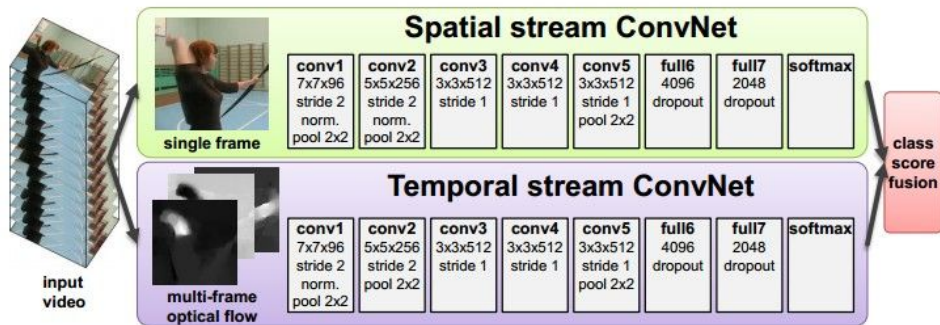 Spatial stream ConvNet
single frame
conv1
7x7x96
stride 2
norm.
pool 2x2
conv2
5x5x256
stride 2
norm.
pool 2x2
conv3
3x3x512
stride 1
conv4
3x3x512
stride 1
conv5
3x3x512
stride 1
pool 2x2
full6
4096
dropout
full7
2048
dropout
softmax
Temporal stream ConvNet
input
video
multi-frame
optical flow
conv1
7x7x96
stride 2
norm.
pool 2x2
conv2
5x5x256
stride 2
pool 2x2
conv3
3x3x512
stride 1
conv4
3x3x512
stride 1
conv5
3x3x512
stride 1
pool 2x2
full6
4096
dropout
full7
2048
dropout
softmax
class
score
fusion